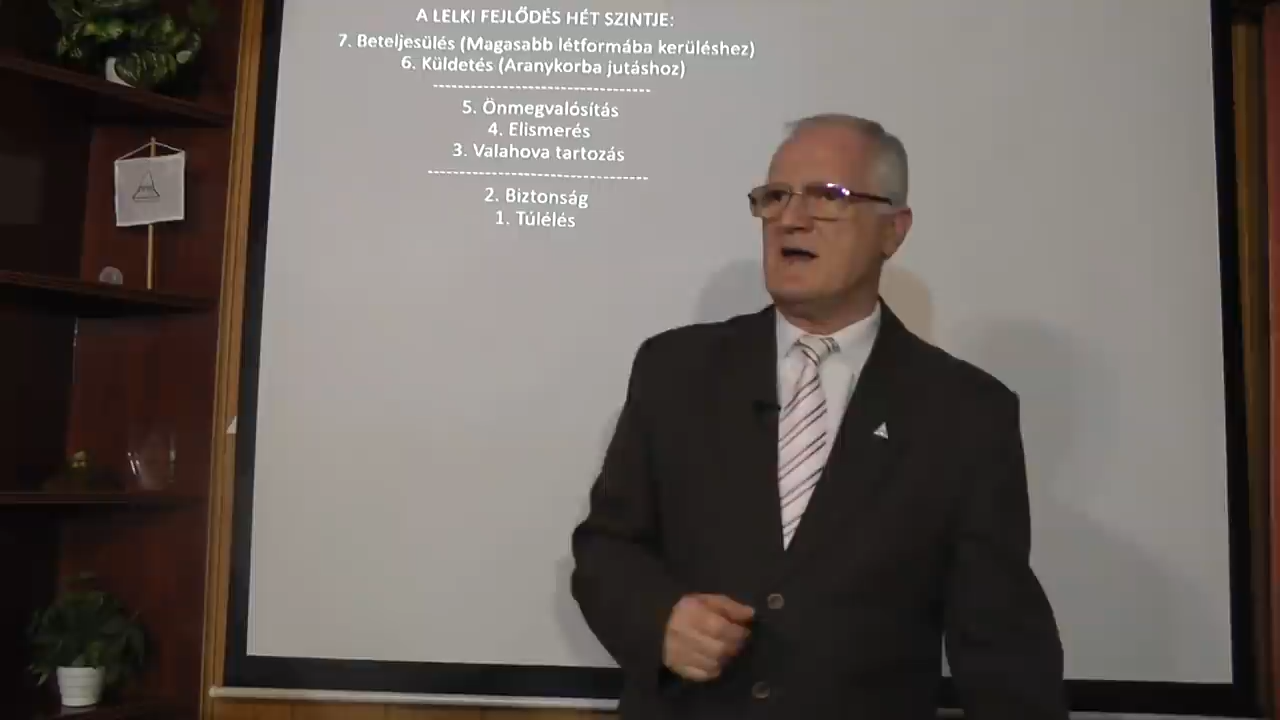 A LELKI FEJLŐDÉS HÉT SZINTJE:
7. Beteljesülés (Magasabb létformába kerüléshez)
6. Küldetés (Aranykorba jutáshoz)
--------------------------------
5. Önmegvalósítás
4. Elismerés
3. Valahova tartozás
--------------------------------
2. Biztonság
1. Túlélés